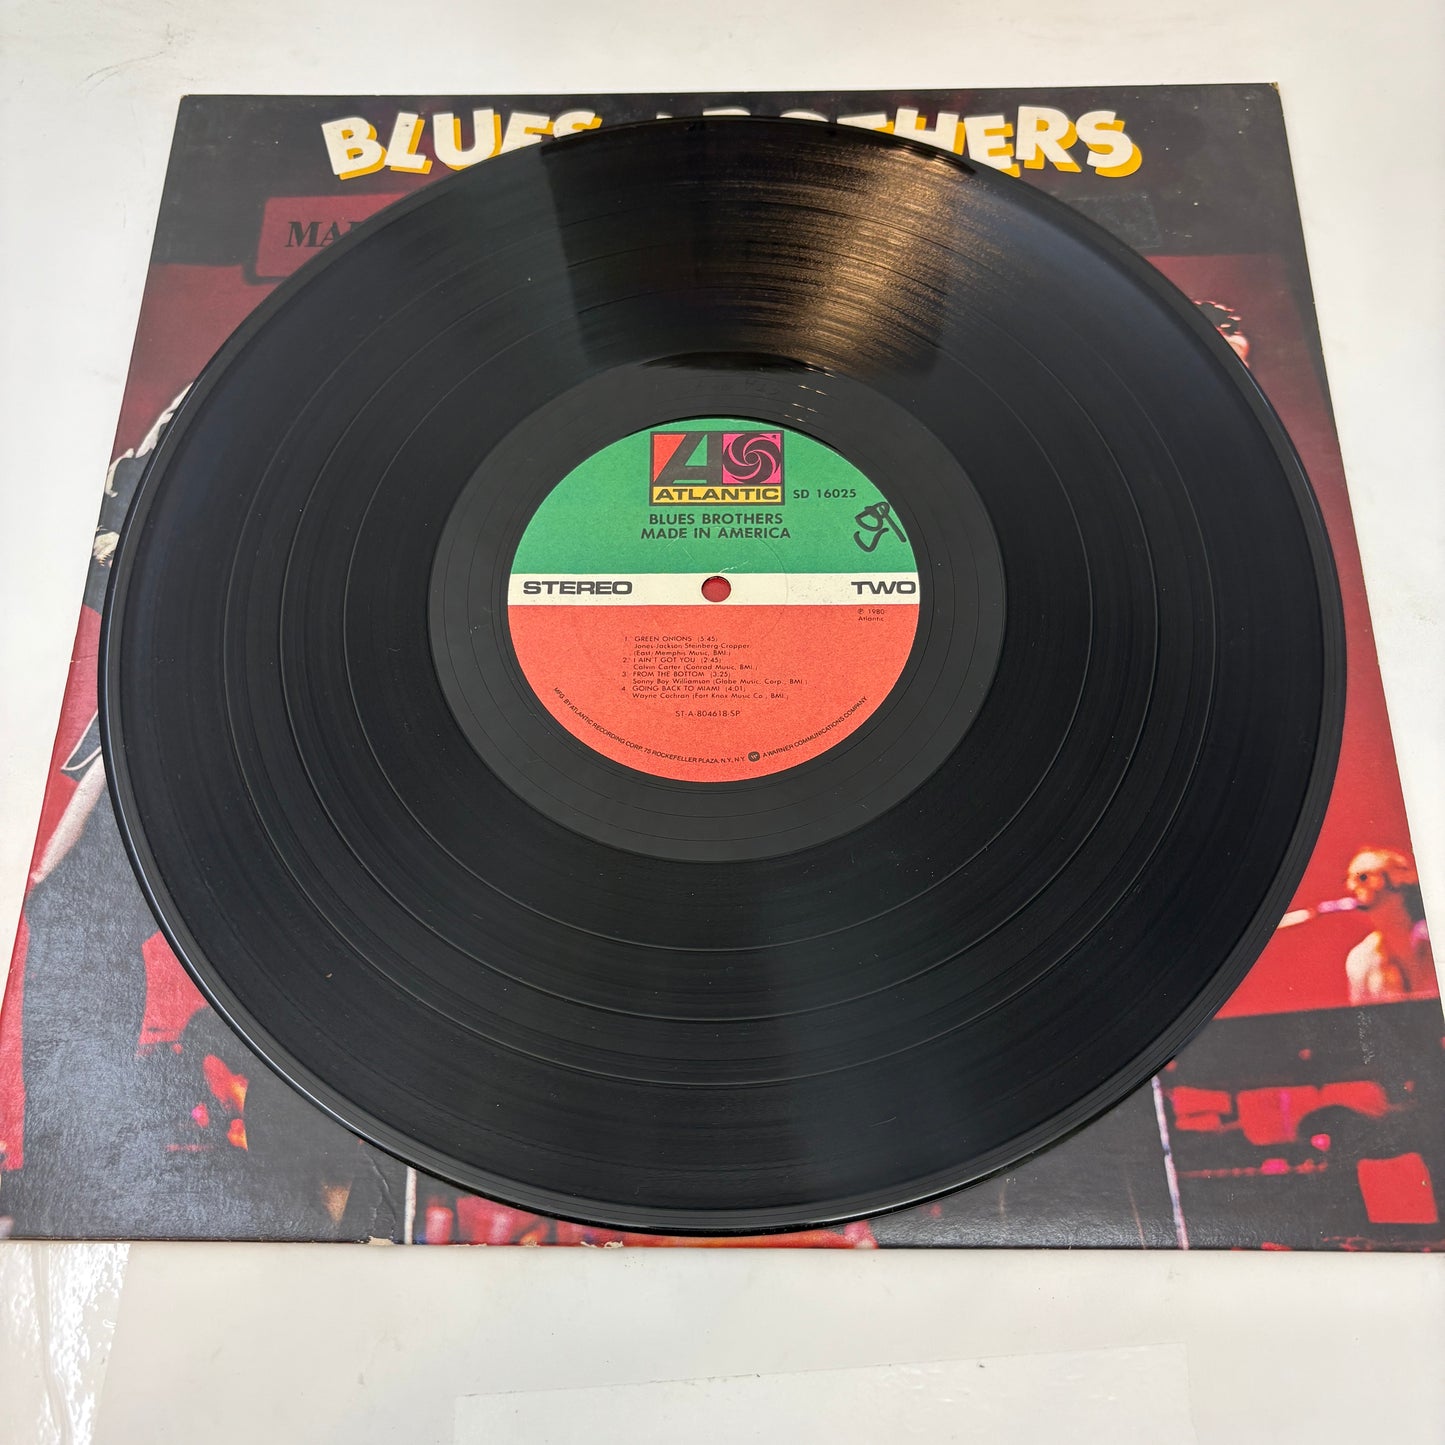 BLUES BROTHERS
MA
ATLANTIC
SD 16025
BLUES BROTHERS
MADE IN AMERICA
STEREO
TWO
℗ 1980
Atlantic
1. GREEN ONIONS (5:45)
Jones-Jackson-Steinberg-Cropper
(East/Memphis Music, BMI.)
2. I AIN'T GOT YOU (2:45)
Calvin Carter (Conrad Music, BMI.)
3. FROM THE BOTTOM (3:25)
Sonny Boy Williamson (Globe Music. Corp., BMI.)
4. GOING BACK TO MIAMI (4:01)
Wayne Cochran (Fort Knox Music Co., BMI.)
ST-A-804618-SP
MFG. BY ATLANTIC RECORDING CORP., 75 ROCKEFELLER PLAZA, N.Y., N.Y. A WARNER COMMUNICATIONS COMPANY